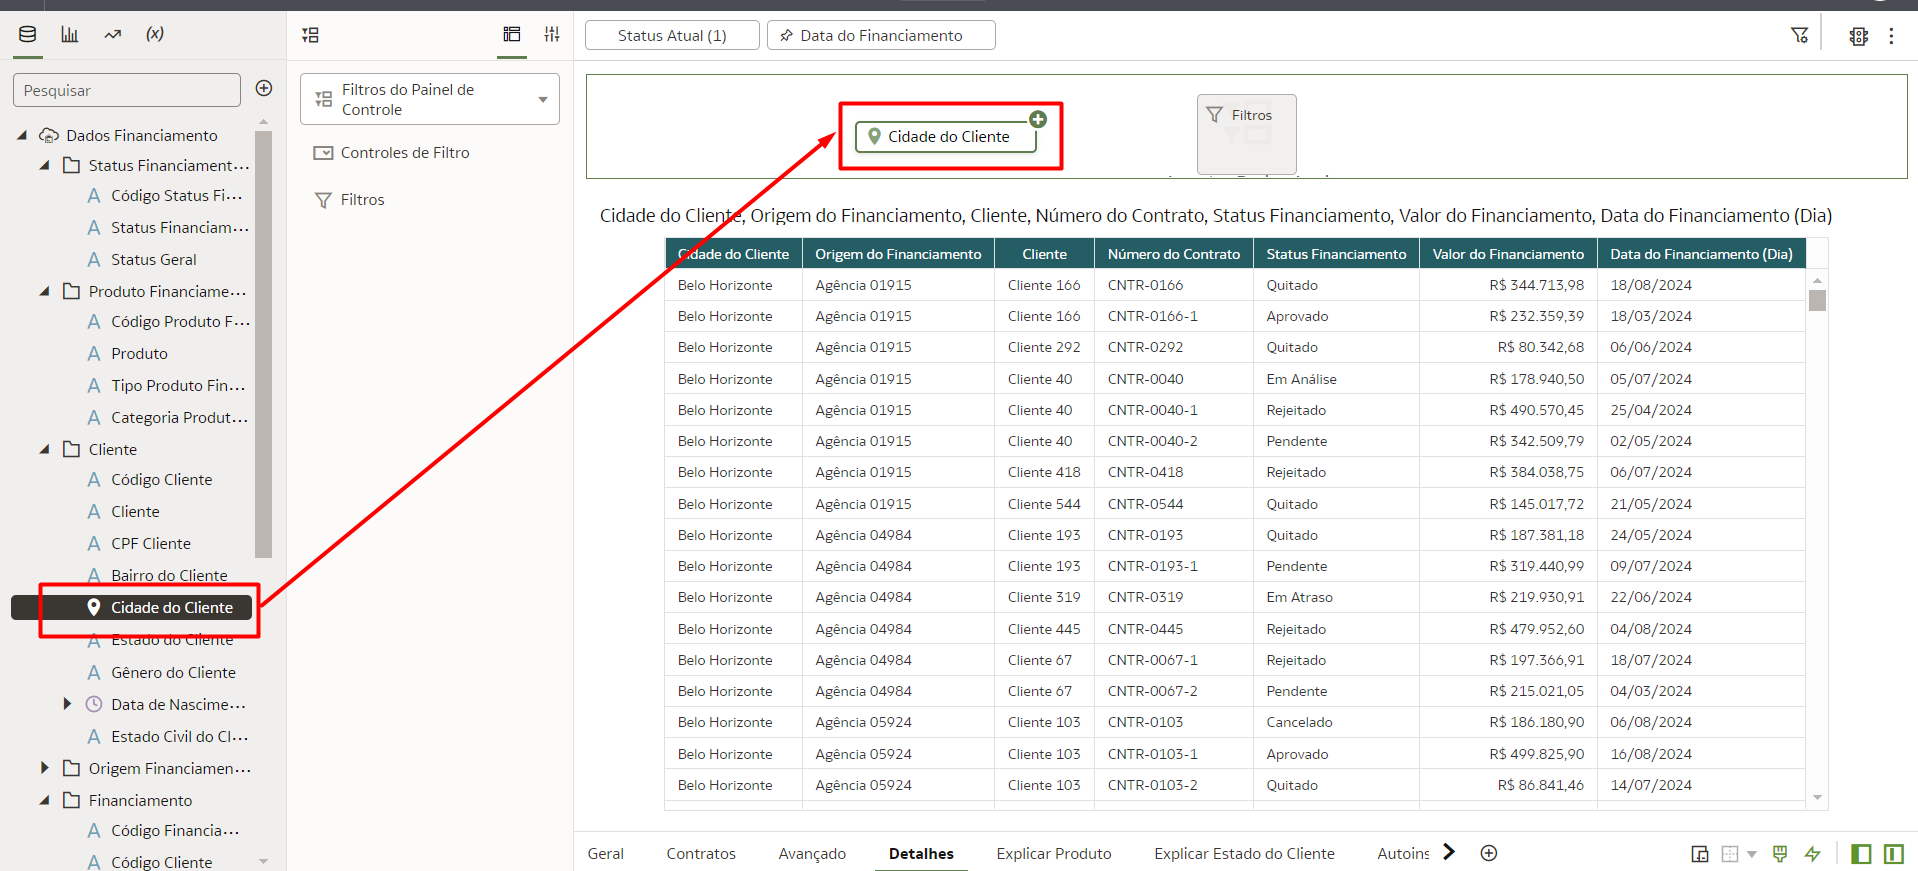 (x)
Status Atual (1)
Data do Financiamento
Pesquisar
Dados Financiamento
Status Financiament...
Código Status Fi...
Status Financiam...
Status Geral
Produto Financiame...
Código Produto F...
Produto
Tipo Produto Fin...
Categoria Produt...
Cliente
Código Cliente
Cliente
CPF Cliente
Bairro do Cliente
Cidade do Cliente
Estado do Cliente
Gênero do Cliente
Data de Nascime...
Estado Civil do Cl...
Origem Financiamen...
Financiamento
Código Financia...
Código Cliente
Filtros do Painel de
Controle
Controles de Filtro
Filtros
Cidade do Cliente
Filtros
Cidade do Cliente, Origem do Financiamento, Cliente, Número do Contrato, Status Financiamento, Valor do Financiamento, Data do Financiamento (Dia)
Cidade do Cliente Origem do Financiamento Cliente Número do Contrato Status Financiamento Valor do Financiamento Data do Financiamento (Dia)
Belo Horizonte Agência 01915 Cliente 166 CNTR-0166 Quitado R$ 344.713,98 18/08/2024
Belo Horizonte Agência 01915 Cliente 166 CNTR-0166-1 Aprovado R$ 232.359,39 18/03/2024
Belo Horizonte Agência 01915 Cliente 292 CNTR-0292 Quitado R$ 80.342,68 06/06/2024
Belo Horizonte Agência 01915 Cliente 40 CNTR-0040 Em Análise R$ 178.940,50 05/07/2024
Belo Horizonte Agência 01915 Cliente 40 CNTR-0040-1 Rejeitado R$ 490.570,45 25/04/2024
Belo Horizonte Agência 01915 Cliente 40 CNTR-0040-2 Pendente R$ 342.509,79 02/05/2024
Belo Horizonte Agência 01915 Cliente 418 CNTR-0418 Rejeitado R$ 384.038,75 06/07/2024
Belo Horizonte Agência 01915 Cliente 544 CNTR-0544 Quitado R$ 145.017,72 21/05/2024
Belo Horizonte Agência 04984 Cliente 193 CNTR-0193 Quitado R$ 187.381,18 24/05/2024
Belo Horizonte Agência 04984 Cliente 193 CNTR-0193-1 Pendente R$ 319.440,99 09/07/2024
Belo Horizonte Agência 04984 Cliente 319 CNTR-0319 Em Atraso R$ 219.930,91 22/06/2024
Belo Horizonte Agência 04984 Cliente 445 CNTR-0445 Rejeitado R$ 479.952,60 04/08/2024
Belo Horizonte Agência 04984 Cliente 67 CNTR-0067-1 Rejeitado R$ 197.366,91 18/07/2024
Belo Horizonte Agência 04984 Cliente 67 CNTR-0067-2 Pendente R$ 215.021,05 04/03/2024
Belo Horizonte Agência 05924 Cliente 103 CNTR-0103 Cancelado R$ 186.180,90 06/08/2024
Belo Horizonte Agência 05924 Cliente 103 CNTR-0103-1 Aprovado R$ 499.825,90 16/08/2024
Belo Horizonte Agência 05924 Cliente 103 CNTR-0103-2 Quitado R$ 86.841,46 14/07/2024
Geral Contratos Avançado Detalhes Explicar Produto Explicar Estado do Cliente Autoins